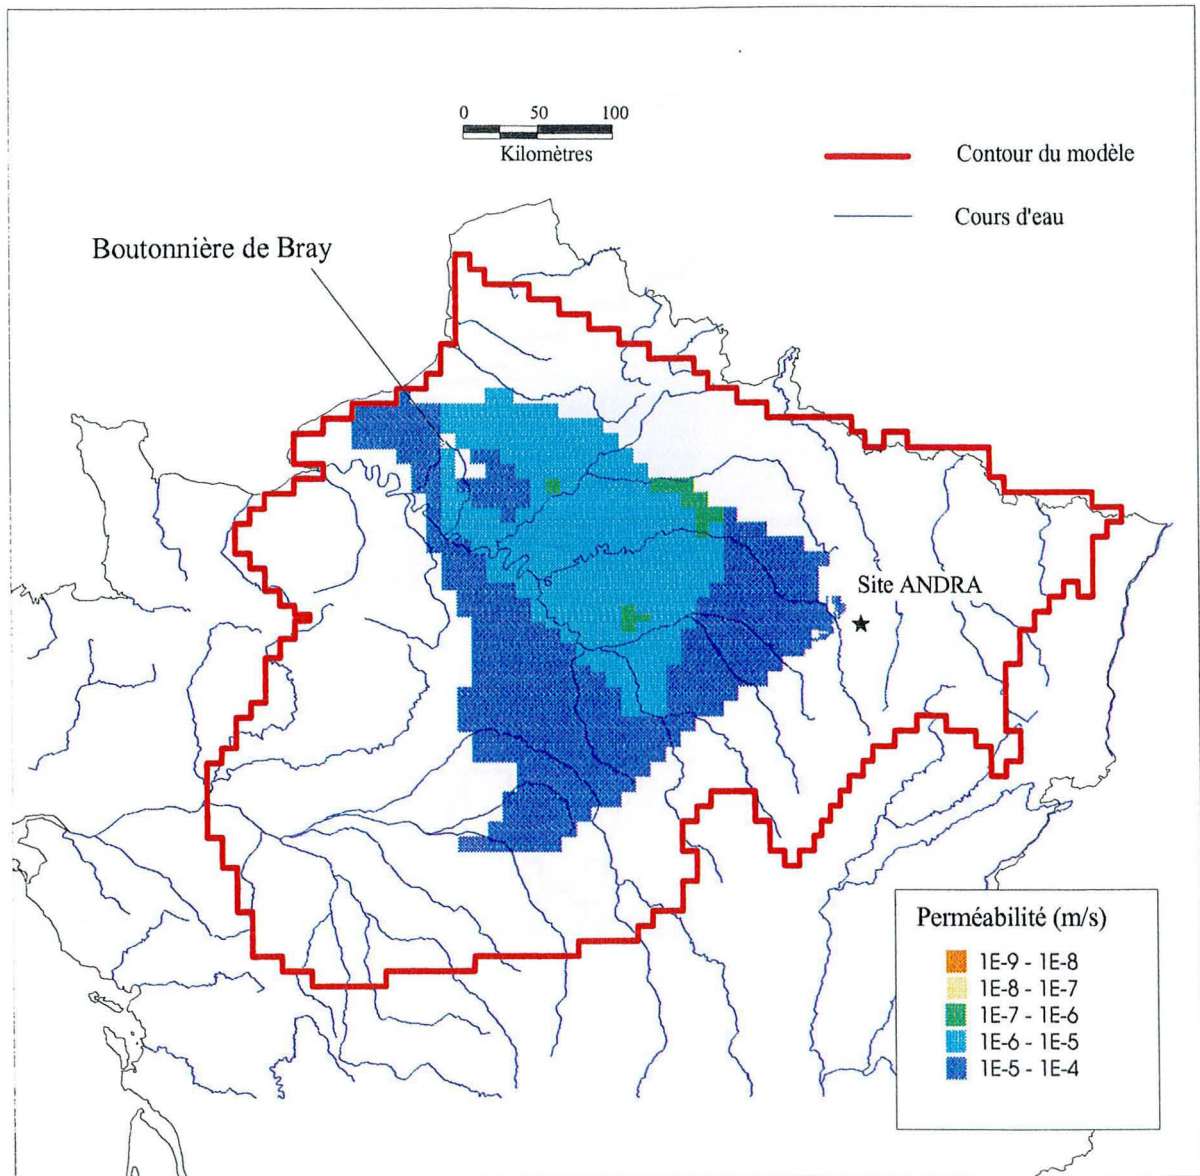 0 50 100
Kilomètres
Contour du modèle
Cours d'eau
Boutonnière de Bray
Site ANDRA
Perméabilité (m/s)
1E-9 - 1E-8
1E-8 - 1E-7
1E-7 - 1E-6
1E-6 - 1E-5
1E-5 - 1E-4